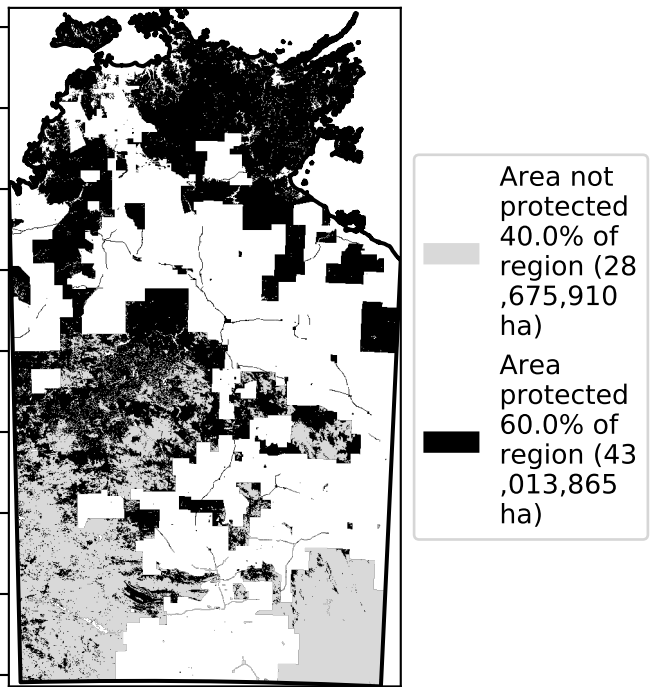 Area not
protected
40.0% of
region (28
,675,910
ha)
Area
protected
60.0% of
region (43
,013,865
ha)